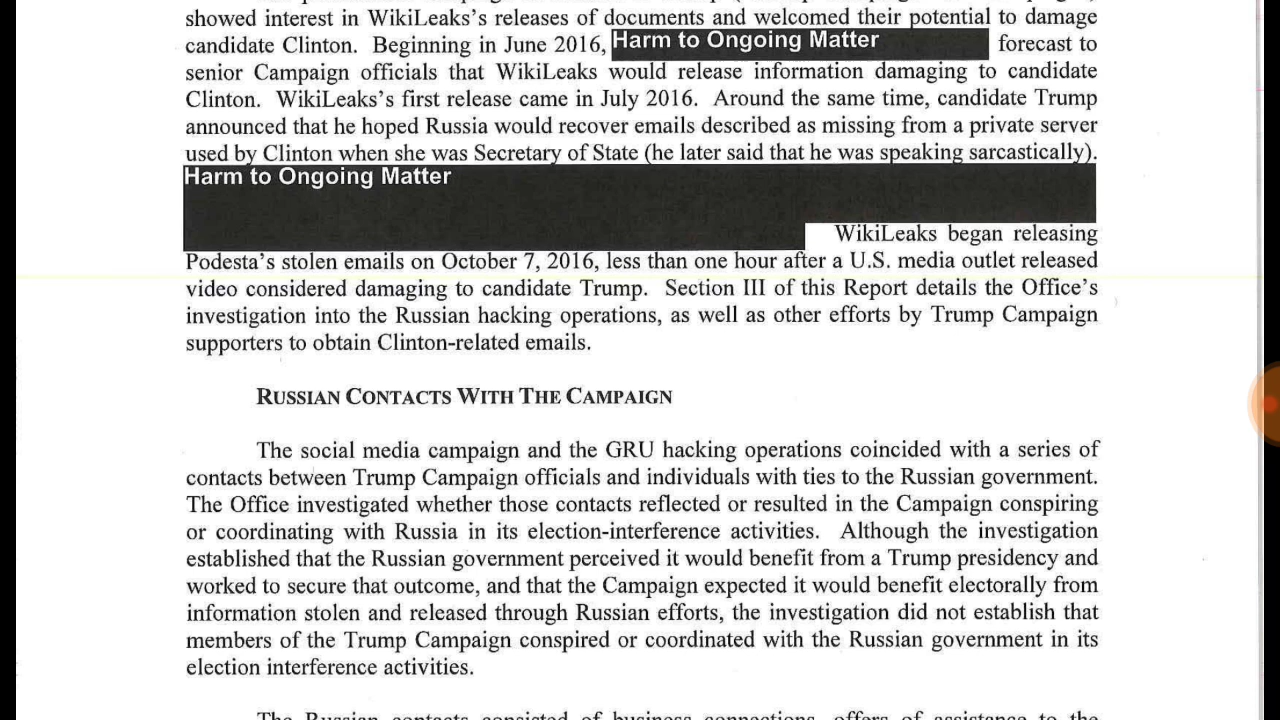 showed interest in WikiLeaks's releases of documents and welcomed their potential to damage
candidate Clinton. Beginning in June 2016, Harm to Ongoing Matter forecast to
senior Campaign officials that WikiLeaks would release information damaging to candidate
Clinton. WikiLeaks's first release came in July 2016. Around the same time, candidate Trump
announced that he hoped Russia would recover emails described as missing from a private server
used by Clinton when she was Secretary of State (he later said that he was speaking sarcastically).
Harm to Ongoing Matter
WikiLeaks began releasing
Podesta's stolen emails on October 7, 2016, less than one hour after a U.S. media outlet released
video considered damaging to candidate Trump. Section III of this Report details the Office's
investigation into the Russian hacking operations, as well as other efforts by Trump Campaign
supporters to obtain Clinton-related emails.
RUSSIAN CONTACTS WITH THE CAMPAIGN
The social media campaign and the GRU hacking operations coincided with a series of
contacts between Trump Campaign officials and individuals with ties to the Russian government.
The Office investigated whether those contacts reflected or resulted in the Campaign conspiring
or coordinating with Russia in its election-interference activities. Although the investigation
established that the Russian government perceived it would benefit from a Trump presidency and
worked to secure that outcome, and that the Campaign expected it would benefit electorally from
information stolen and released through Russian efforts, the investigation did not establish that
members of the Trump Campaign conspired or coordinated with the Russian government in its
election interference activities.
The Russian contacts consisted of business connections, offers of assistance to the